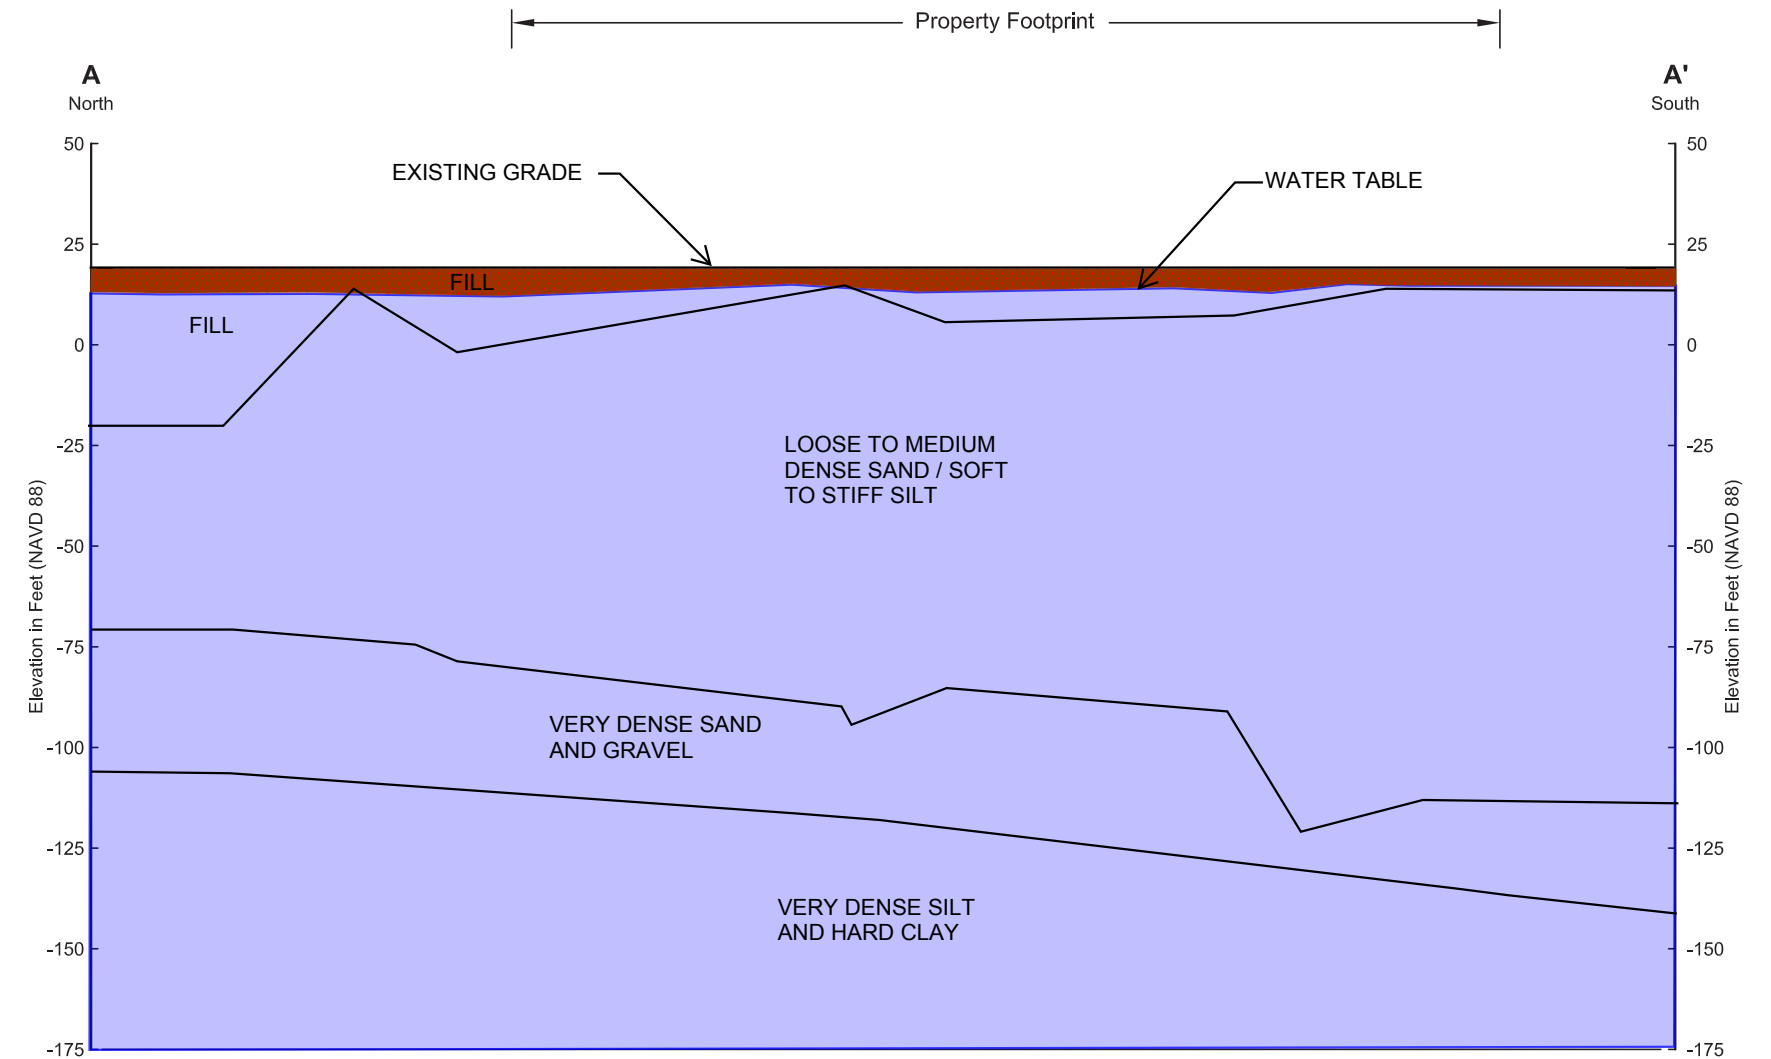 Property Footprint
A
A'
North
South
50
50
EXISTING GRADE
WATER TABLE
25
25
FILL
FILL
0
0
-25
-25
LOOSE TO MEDIUM
DENSE SAND / SOFT
TO STIFF SILT
-50
-50
Elevation in Feet (NAVD 88)
Elevation in Feet (NAVD 88)
-75
-75
VERY DENSE SAND
AND GRAVEL
-100
-100
-125
-125
VERY DENSE SILT
AND HARD CLAY
-150
-150
-175
-175